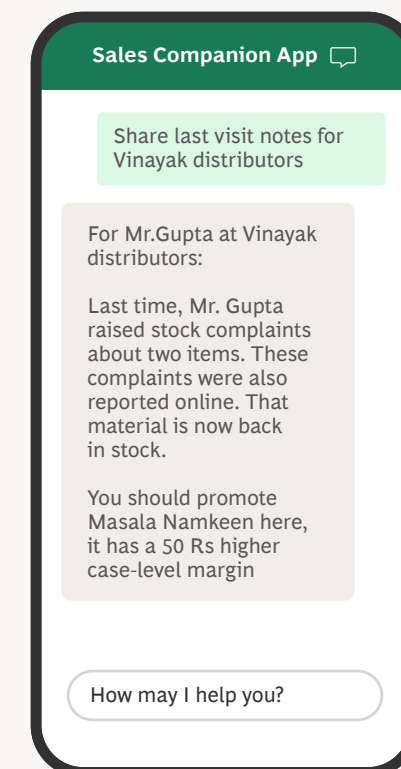 Sales Companion App
Share last visit notes for
Vinayak distributors
For Mr.Gupta at Vinayak
distributors:
Last time, Mr. Gupta
raised stock complaints
about two items. These
complaints were also
reported online. That
material is now back
in stock.
You should promote
Masala Namkeen here,
it has a 50 Rs higher
case-level margin
How may I help you?